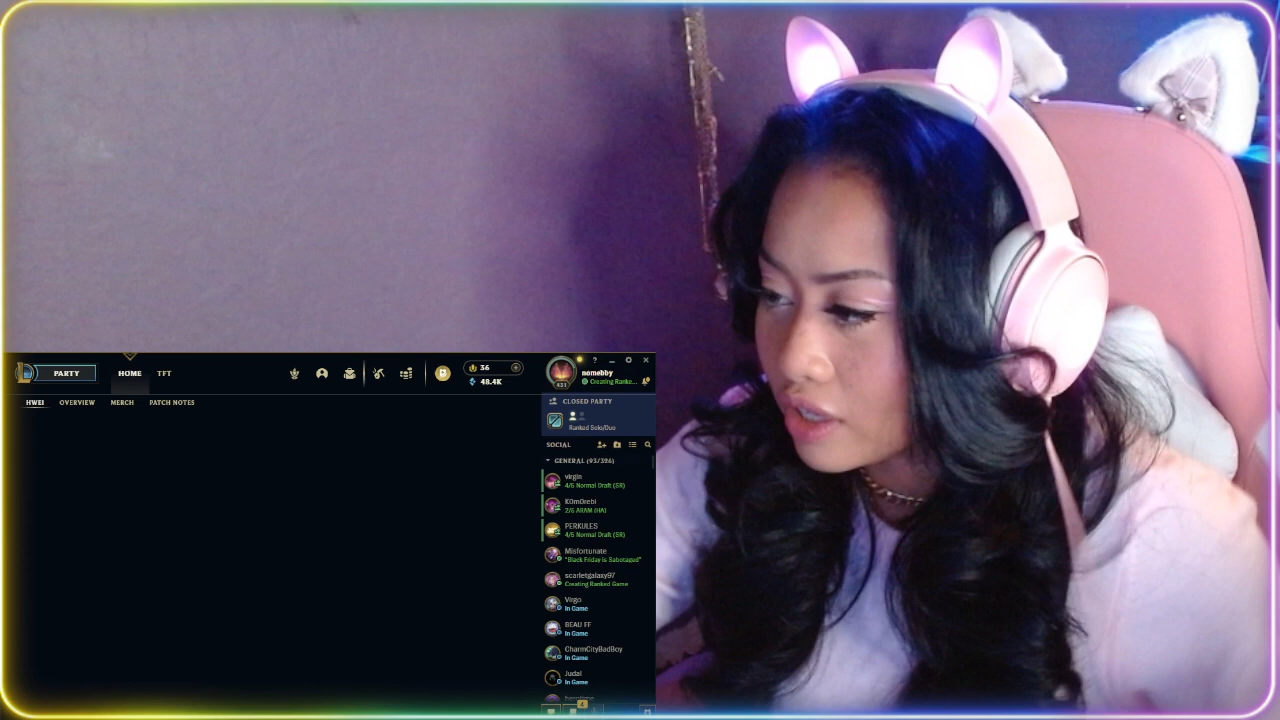 PARTY
HOME
TFT
36
48.4K
?
421
nomebby
Creating Ranke...
HWEI
OVERVIEW
MERCH
PATCH NOTES
CLOSED PARTY
Ranked Solo/Duo
SOCIAL
GENERAL (93/326)
virgin
4/5 Normal Draft (SR)
K0m0rebi
2/5 ARAM (HA)
PERKULES
4/5 Normal Draft (SR)
Misfortunate
"Black Friday is Sabotaged"
scarletgalaxy97
Creating Ranked Game
Virgo
In Game
BEAU FF
In Game
CharmCityBadBoy
In Game
Judal
In Game
4